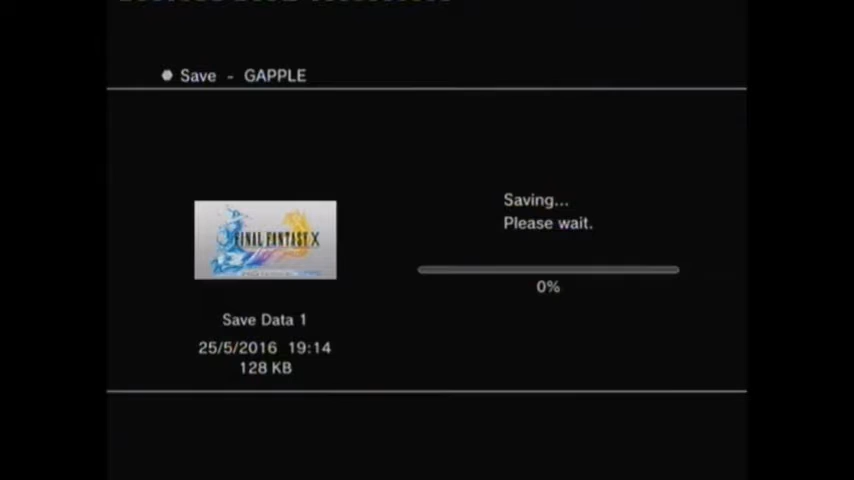 Save - GAPPLE
Saving...
Please wait.
FINAL FANTASY X
0%
Save Data 1
25/5/2016 19:14
128 KB